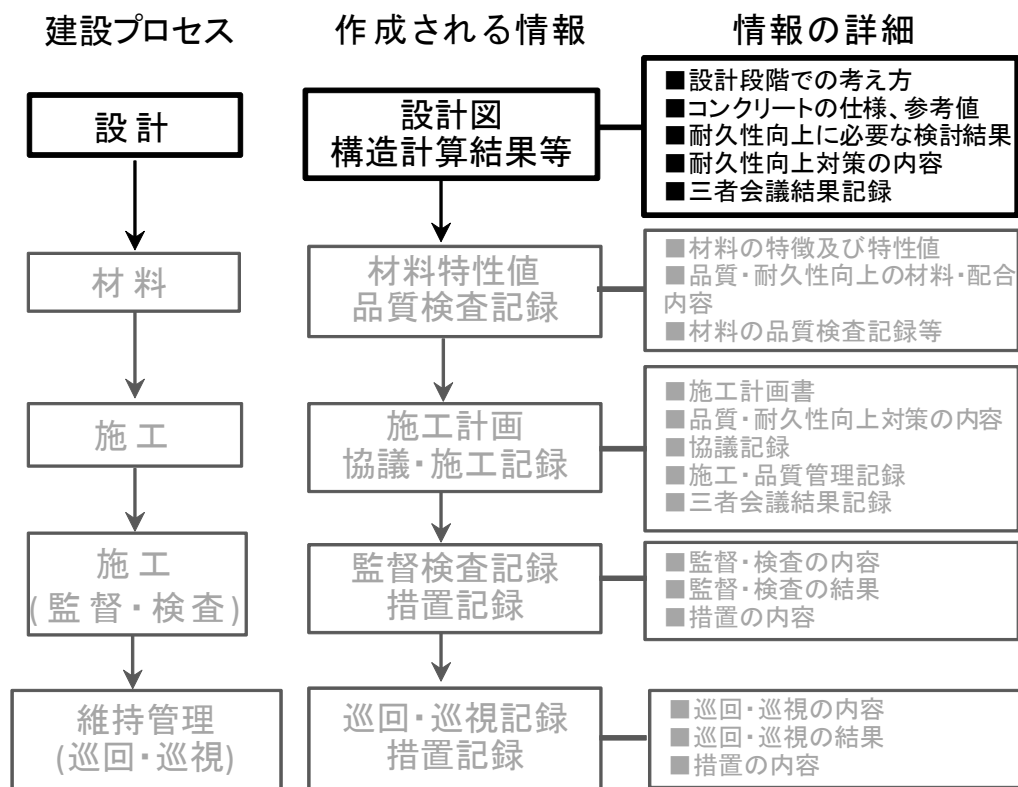 建設プロセス
作成される情報
情報の詳細
設計
設計図
構造計算結果等
■設計段階での考え方
■コンクリートの仕様、参考値
■耐久性向上に必要な検討結果
■耐久性向上対策の内容
■三者会議結果記録
材料
材料特性値
品質検査記録
■材料の特徴及び特性値
■品質・耐久性向上の材料・配合
内容
■材料の品質検査記録等
施工
施工計画
協議・施工記録
■施工計画書
■品質・耐久性向上対策の内容
■協議記録
■施工・品質管理記録
■三者会議結果記録
施工
(監督・検査)
監督検査記録
措置記録
■監督・検査の内容
■監督・検査の結果
■措置の内容
維持管理
(巡回・巡視)
巡回・巡視記録
措置記録
■巡回・巡視の内容
■巡回・巡視の結果
■措置の内容